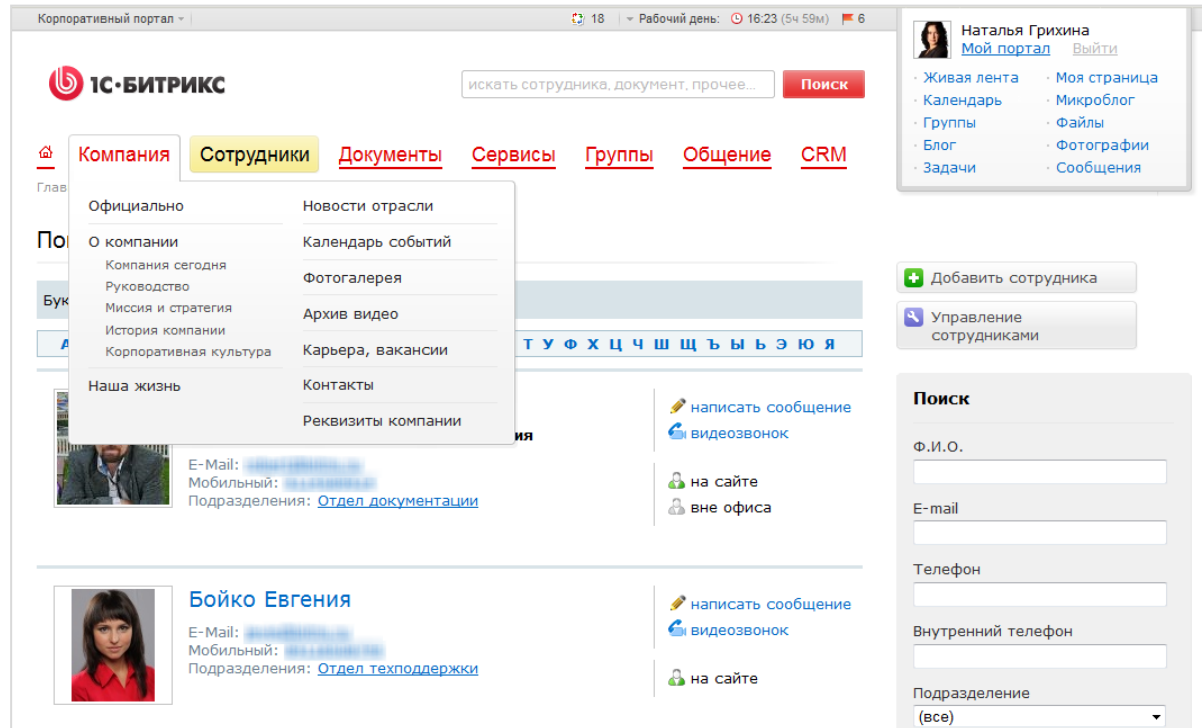 Корпоративный портал
18
Рабочий день: 16:23 (5ч 59м)
6
Наталья Грихина
Мой портал Выйти
Живая лента
Моя страница
Календарь
Микроблог
Группы
Файлы
Блог
Фотографии
Задачи
Сообщения
1С·БИТРИКС
искать сотрудника, документ, прочее...
Поиск
Компания
Сотрудники
Документы
Сервисы
Группы
Общение
CRM
Официально
О компании
Компания сегодня
Руководство
Миссия и стратегия
История компании
Корпоративная культура
Наша жизнь
Новости отрасли
Календарь событий
Фотогалерея
Архив видео
Карьера, вакансии
Контакты
Реквизиты компании
Т У Ф Х Ц Ч Ш Щ Ъ Ы Ь Э Ю Я
E-Mail:
Мобильный:
Подразделения: Отдел документации
написать сообщение
видеозвонок
на сайте
вне офиса
Бойко Евгения
E-Mail:
Мобильный:
Подразделения: Отдел техподдержки
написать сообщение
видеозвонок
на сайте
Добавить сотрудника
Управление
сотрудниками
Поиск
Ф.И.О.
E-mail
Телефон
Внутренний телефон
Подразделение
(все)